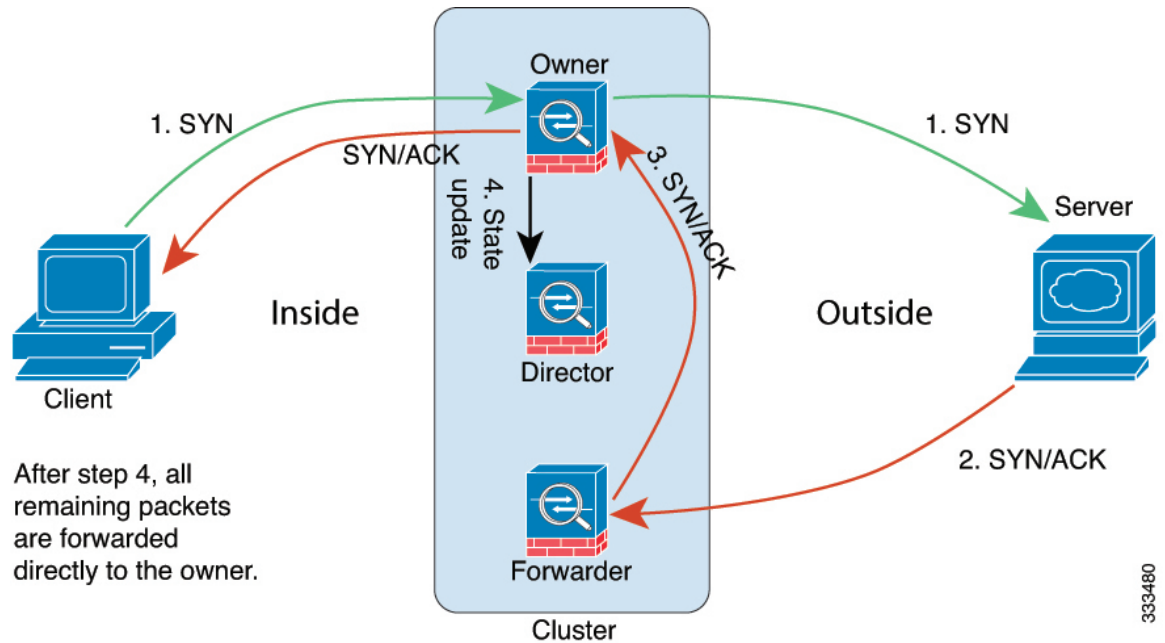 Owner
1. SYN
1. SYN
SYN/ACK
3. SYN/ACK
4. State
update
Server
Inside
Outside
Director
Client
2. SYN/ACK
After step 4, all
remaining packets
are forwarded
directly to the owner.
Forwarder
333480
Cluster